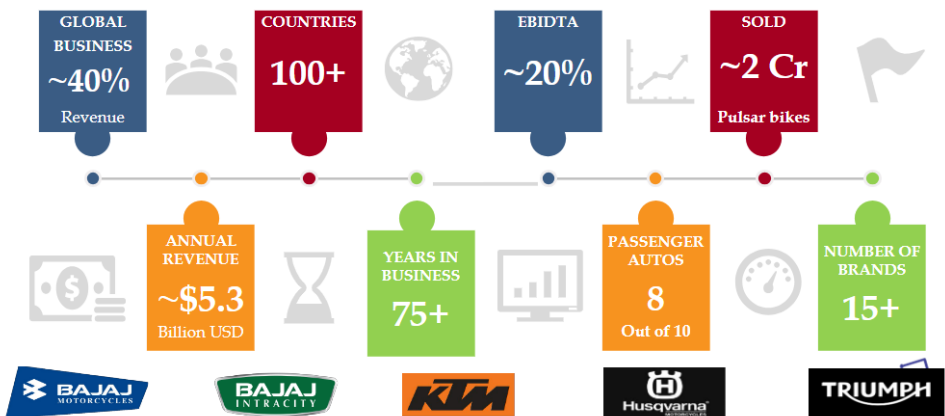 GLOBAL
BUSINESS
~40%
Revenue
COUNTRIES
100+
EBIDTA
~20%
SOLD
~2 Cr
Pulsar bikes
ANNUAL
REVENUE
~$5.3
Billion USD
YEARS IN
BUSINESS
75+
PASSENGER
AUTOS
8
Out of 10
NUMBER OF
BRANDS
15+
BAJAJ
MOTORCYCLES
BAJAJ
INTRACITY
KTM
Husqvarna
MOTORCYCLES
TRIUMPH